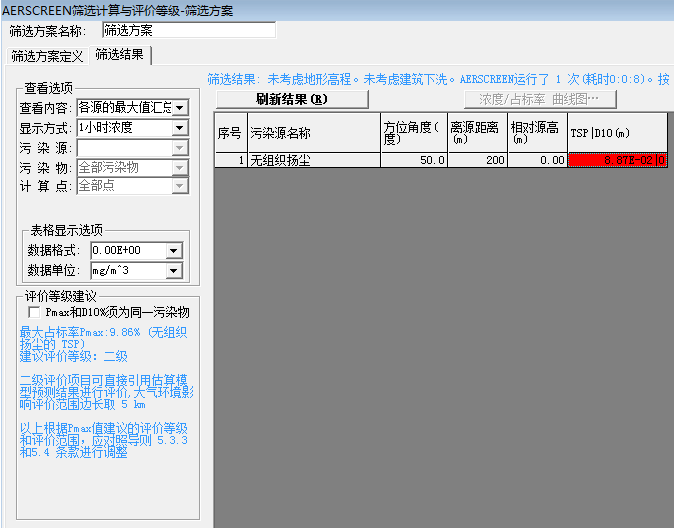 AERSCREEN筛选计算与评价等级-筛选方案
筛选方案名称: 筛选方案
筛选方案定义 筛选结果
筛选结果: 未考虑地形高程。未考虑建筑下洗。AERSCREEN运行了 1 次(耗时0:0:8)。按
刷新结果(R) 浓度/占标率 曲线图…
查看选项
查看内容: 各源的最大值汇总
显示方式: 1小时浓度
污 染 源:
污 染 物: 全部污染物
计 算 点: 全部点
表格显示选项
数据格式: 0.00E+00
数据单位: mg/m^3
评价等级建议
Pmax和D10%须为同一污染物
最大占标率Pmax:9.86% (无组织
扬尘的 TSP)
建议评价等级: 二级
二级评价项目可直接引用估算模
型预测结果进行评价,大气环境影
响评价范围边长取 5 km
以上根据Pmax值建议的评价等级
和评价范围，应对照导则 5.3.3
和5.4 条款进行调整
序号 污染源名称 方位角度(度) 离源距离(m) 相对源高(m) TSP|D10(m)
1 无组织扬尘 50.0 200 0.00 8.87E-02|0